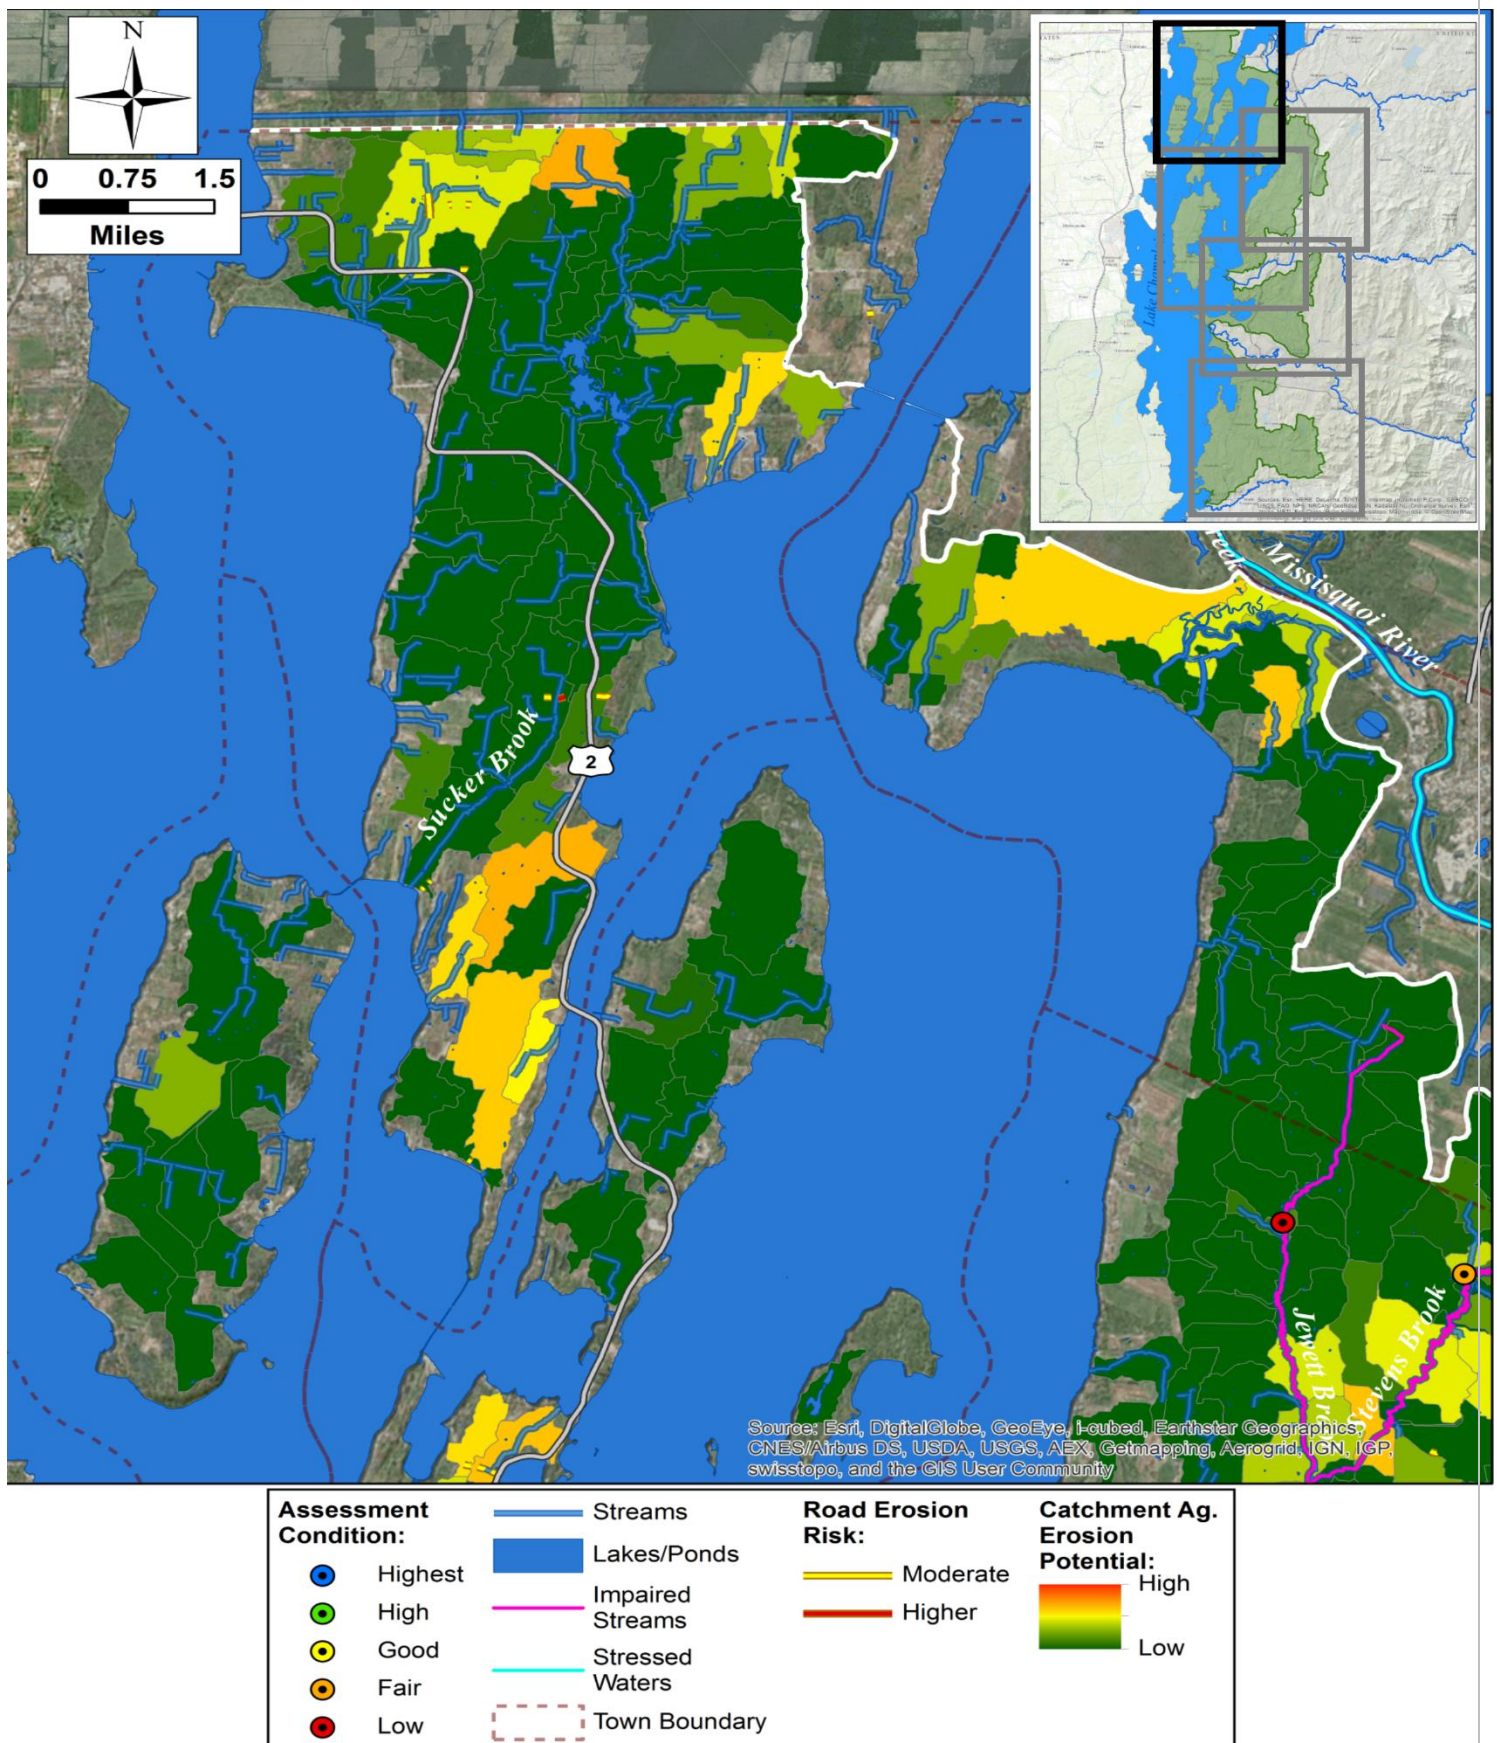 N
0 0.75 1.5
Miles
reek
Missisquoi River
Sucker Brook
2
Jewett Bro
Stevens Brook
Lake Champl
Source: Esri, DigitalGlobe, GeoEye, i-cubed, Earthstar Geographics,
CNES/Airbus DS, USDA, USGS, AEX, Getmapping, Aerogrid, IGN, IGP,
swisstopo, and the GIS User Community
Assessment
Condition:
Highest
High
Good
Fair
Low
Streams
Lakes/Ponds
Impaired
Streams
Stressed
Waters
Town Boundary
Road Erosion
Risk:
Moderate
Higher
Catchment Ag.
Erosion
Potential:
High
Low